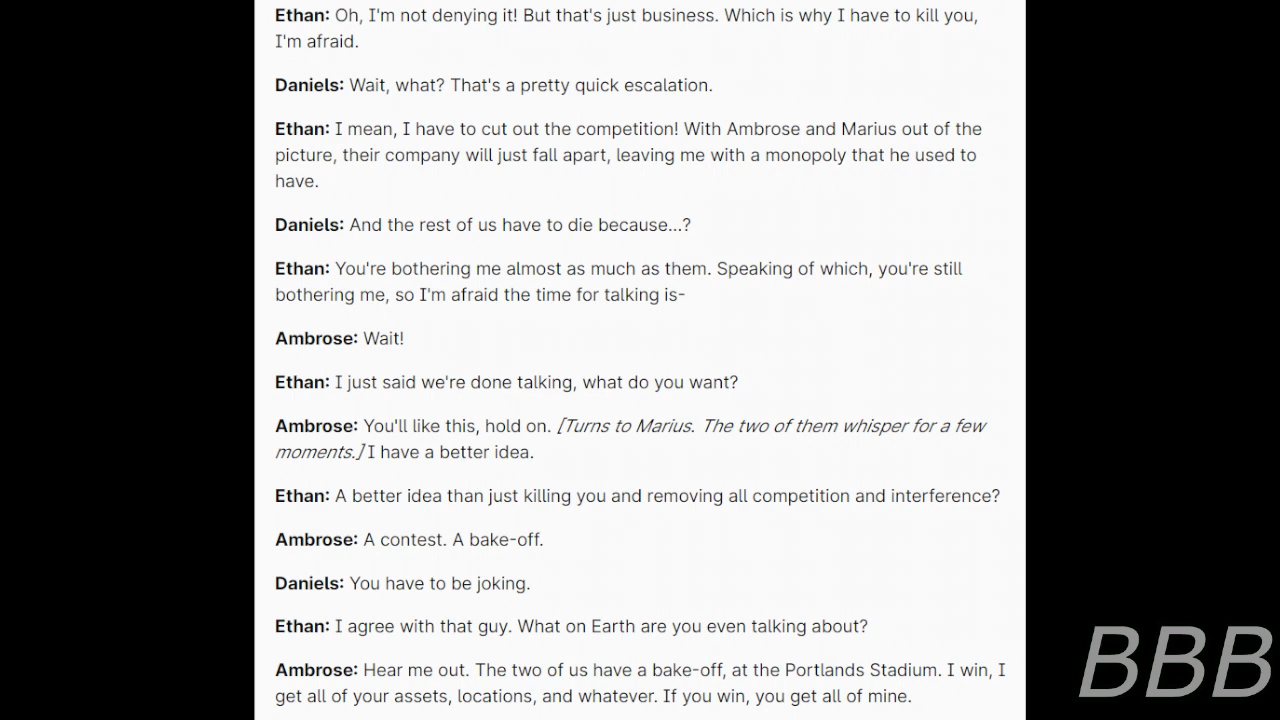 Ethan: Oh, I'm not denying it! But that's just business. Which is why I have to kill you,
I'm afraid.
Daniels: Wait, what? That's a pretty quick escalation.
Ethan: I mean, I have to cut out the competition! With Ambrose and Marius out of the
picture, their company will just fall apart, leaving me with a monopoly that he used to
have.
Daniels: And the rest of us have to die because...?
Ethan: You're bothering me almost as much as them. Speaking of which, you're still
bothering me, so I'm afraid the time for talking is-
Ambrose: Wait!
Ethan: I just said we're done talking, what do you want?
Ambrose: You'll like this, hold on. [Turns to Marius. The two of them whisper for a few
moments.] I have a better idea.
Ethan: A better idea than just killing you and removing all competition and interference?
Ambrose: A contest. A bake-off.
Daniels: You have to be joking.
Ethan: I agree with that guy. What on Earth are you even talking about?
Ambrose: Hear me out. The two of us have a bake-off, at the Portlands Stadium. I win, I
get all of your assets, locations, and whatever. If you win, you get all of mine.
BBB